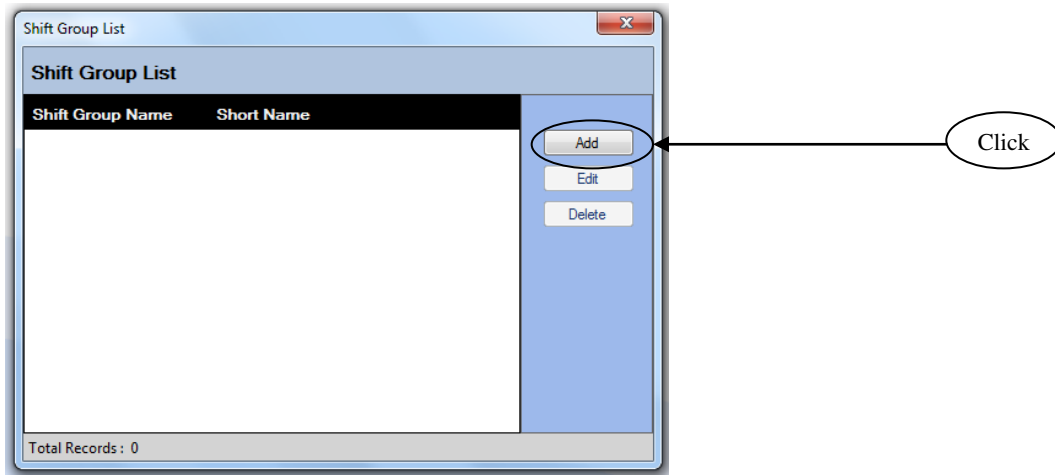 Shift Group List
Shift Group List
Shift Group Name Short Name
Add
Click
Edit
Delete
Total Records : 0